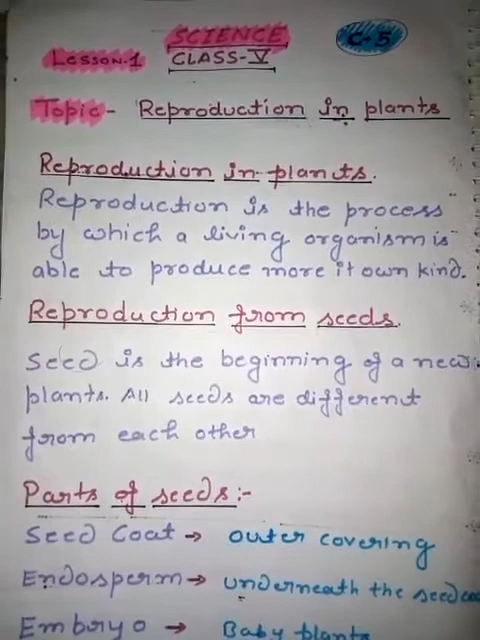 SCIENCE
C-5
Lesson-1 CLASS-V
Topic- Reproduction in plants
Reproduction in plants.
Reproduction is the process
by which a living organism is
able to produce more it own kind.
Reproduction from seeds.
Seed is the beginning of a new
plants. All seeds are different
from each other
Parts of seeds:-
Seed Coat → outer covering
Endosperm → underneath the seedcoa
Embryo → Baby plants